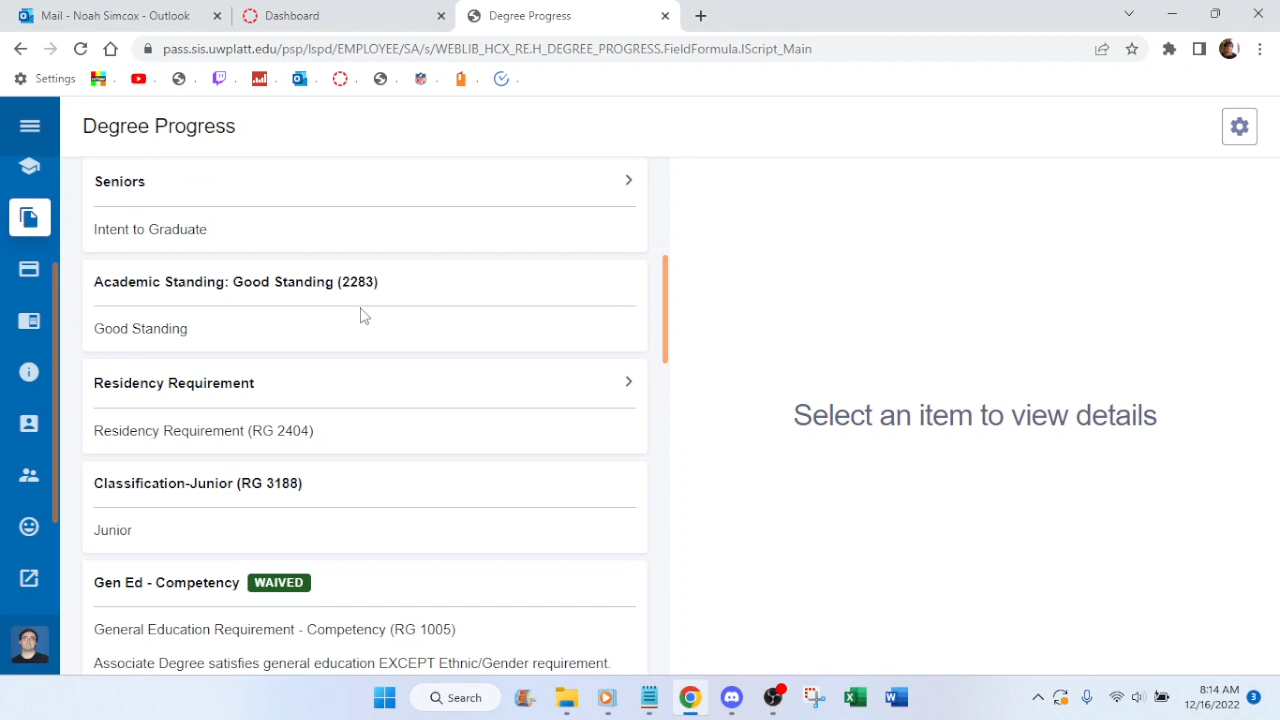 Mail - Noah Simcox - Outlook
Dashboard
Degree Progress
pass.sis.uwplatt.edu/psp/lspd/EMPLOYEE/SA/s/WEBLIB_HCX_RE.H_DEGREE_PROGRESS.FieldFormula.IScript_Main
Settings
Degree Progress
Seniors
Intent to Graduate
Academic Standing: Good Standing (2283)
Good Standing
Residency Requirement
Residency Requirement (RG 2404)
Classification-Junior (RG 3188)
Junior
Gen Ed - Competency WAIVED
General Education Requirement - Competency (RG 1005)
Associate Degree satisfies general education EXCEPT Ethnic/Gender requirement.
Select an item to view details
Search
8:14 AM
12/16/2022
3